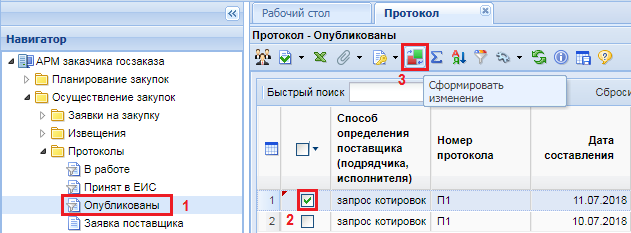 Рабочий стол
Протокол
Навигатор
Протокол - Опубликованы
АРМ заказчика госзаказа
Планирование закупок
Осуществление закупок
Заявки на закупку
Извещения
Протоколы
В работе
Принят в ЕИС
Опубликованы
1
Заявка поставщика
3
Сформировать
изменение
Быстрый поиск
Способ
определения
поставщика
(подрядчика,
исполнителя)
Номер
протокола
Дата
составления
1 запрос котировок П1 11.07.2018
2
2 запрос котировок П1 10.07.2018